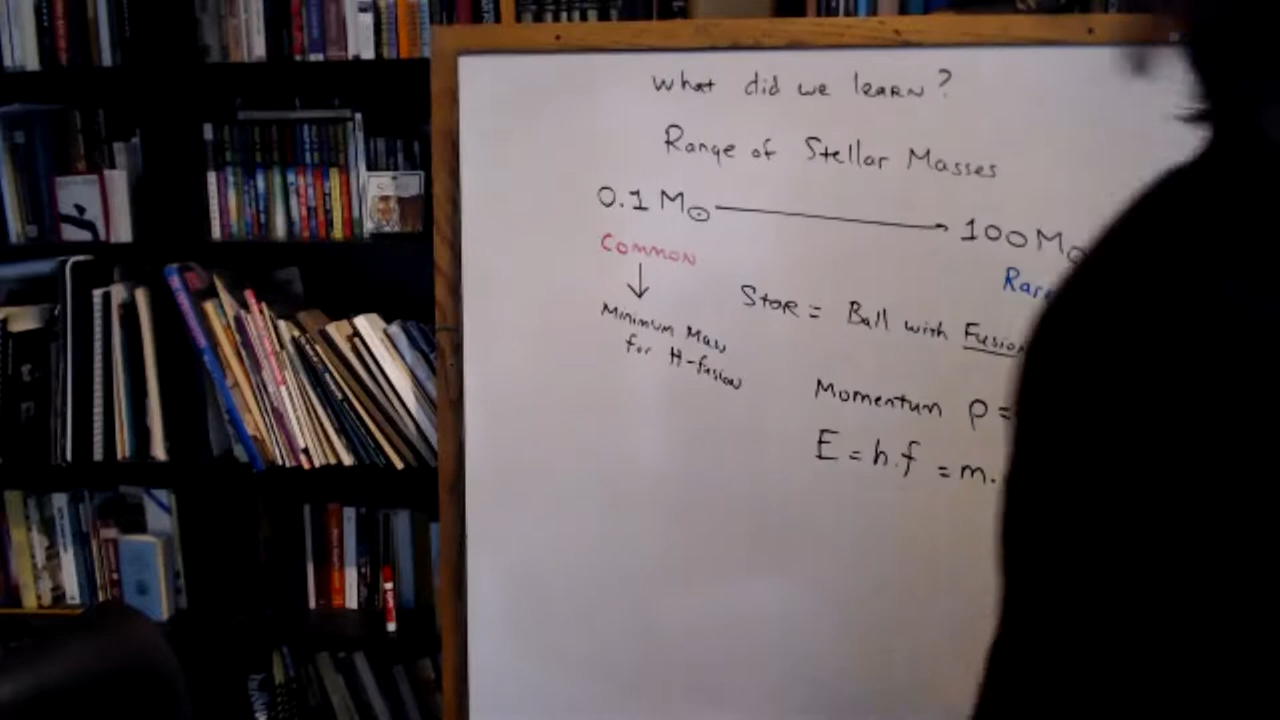 What did we learn?
Range of Stellar Masses
0.1 M☉ → 100 M☉
Common
Rare
↓
Minimum Mass
for H-fusion
Star = Ball with Fusion
Momentum p =
E = h.f = m.